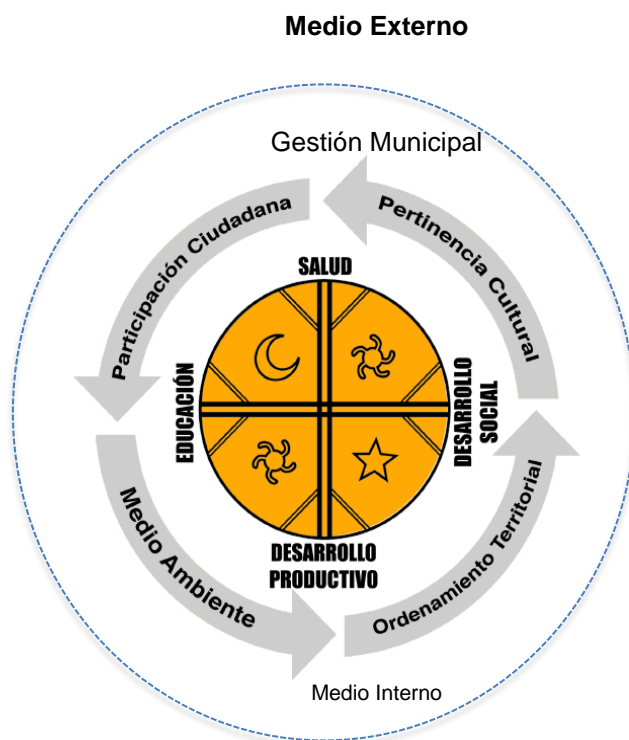 Medio Externo
Gestión Municipal
Participación Ciudadana
Pertinencia Cultural
SALUD
EDUCACIÓN
DESARROLLO
SOCIAL
DESARROLLO
PRODUCTIVO
Medio Ambiente
Ordenamiento Territorial
Medio Interno